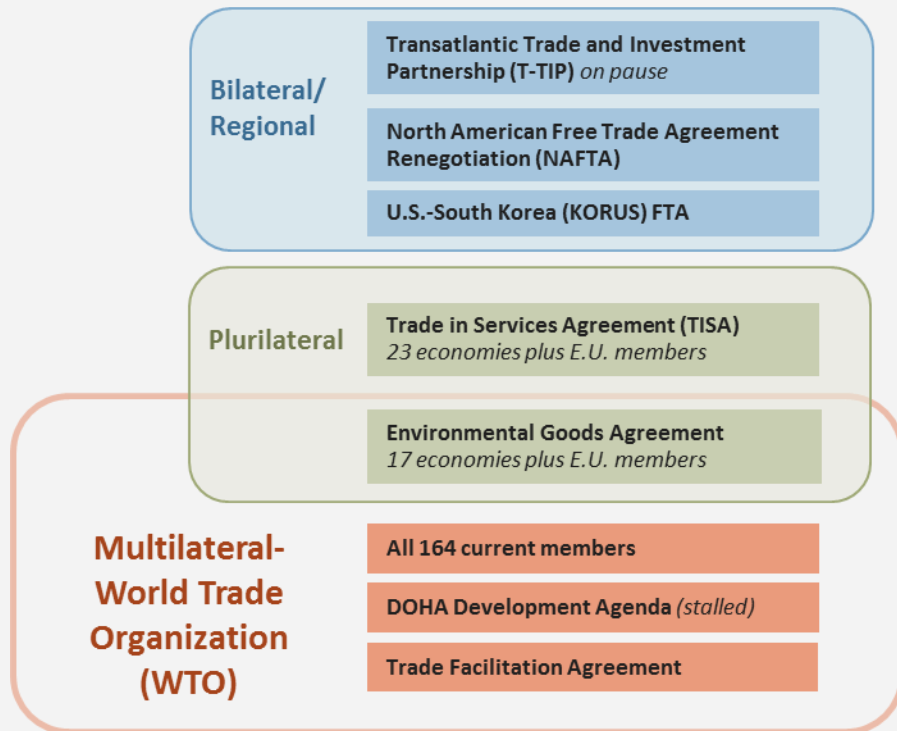 Bilateral/
Regional
Transatlantic Trade and Investment
Partnership (T-TIP) on pause
North American Free Trade Agreement
Renegotiation (NAFTA)
U.S.-South Korea (KORUS) FTA
Plurilateral
Trade in Services Agreement (TISA)
23 economies plus E.U. members
Environmental Goods Agreement
17 economies plus E.U. members
Multilateral-
World Trade
Organization
(WTO)
All 164 current members
DOHA Development Agenda (stalled)
Trade Facilitation Agreement